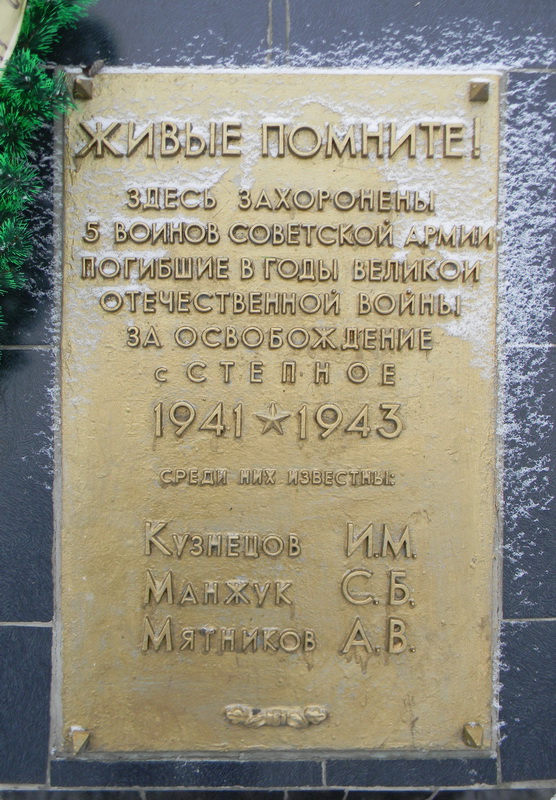 ЖИВЫЕ ПОМНИТЕ!
ЗДЕСЬ ЗАХОРОНЕНЫ
5 ВОИНОВ СОВЕТСКОЙ АРМИИ
ПОГИБШИЕ В ГОДЫ ВЕЛИКОЙ
ОТЕЧЕСТВЕННОЙ ВОЙНЫ
ЗА ОСВОБОЖДЕНИЕ
с СТЕПНОЕ
1941 ★ 1943
СРЕДИ НИХ ИЗВЕСТНЫ:
КУЗНЕЦОВ И.М.
МАНЖУК С.Б.
МЯТНИКОВ А.В.